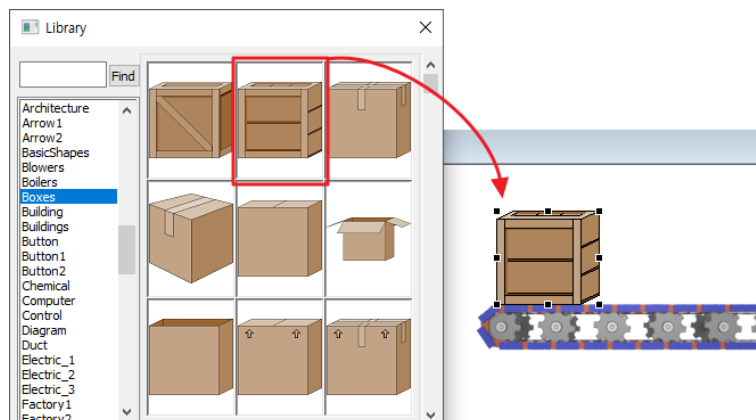 Library
Find
Architecture
Arrow1
Arrow2
BasicShapes
Blowers
Boilers
Boxes
Building
Buildings
Button
Button1
Button2
Chemical
Computer
Control
Diagram
Duct
Electric_1
Electric_2
Electric_3
Factory1
Factory2